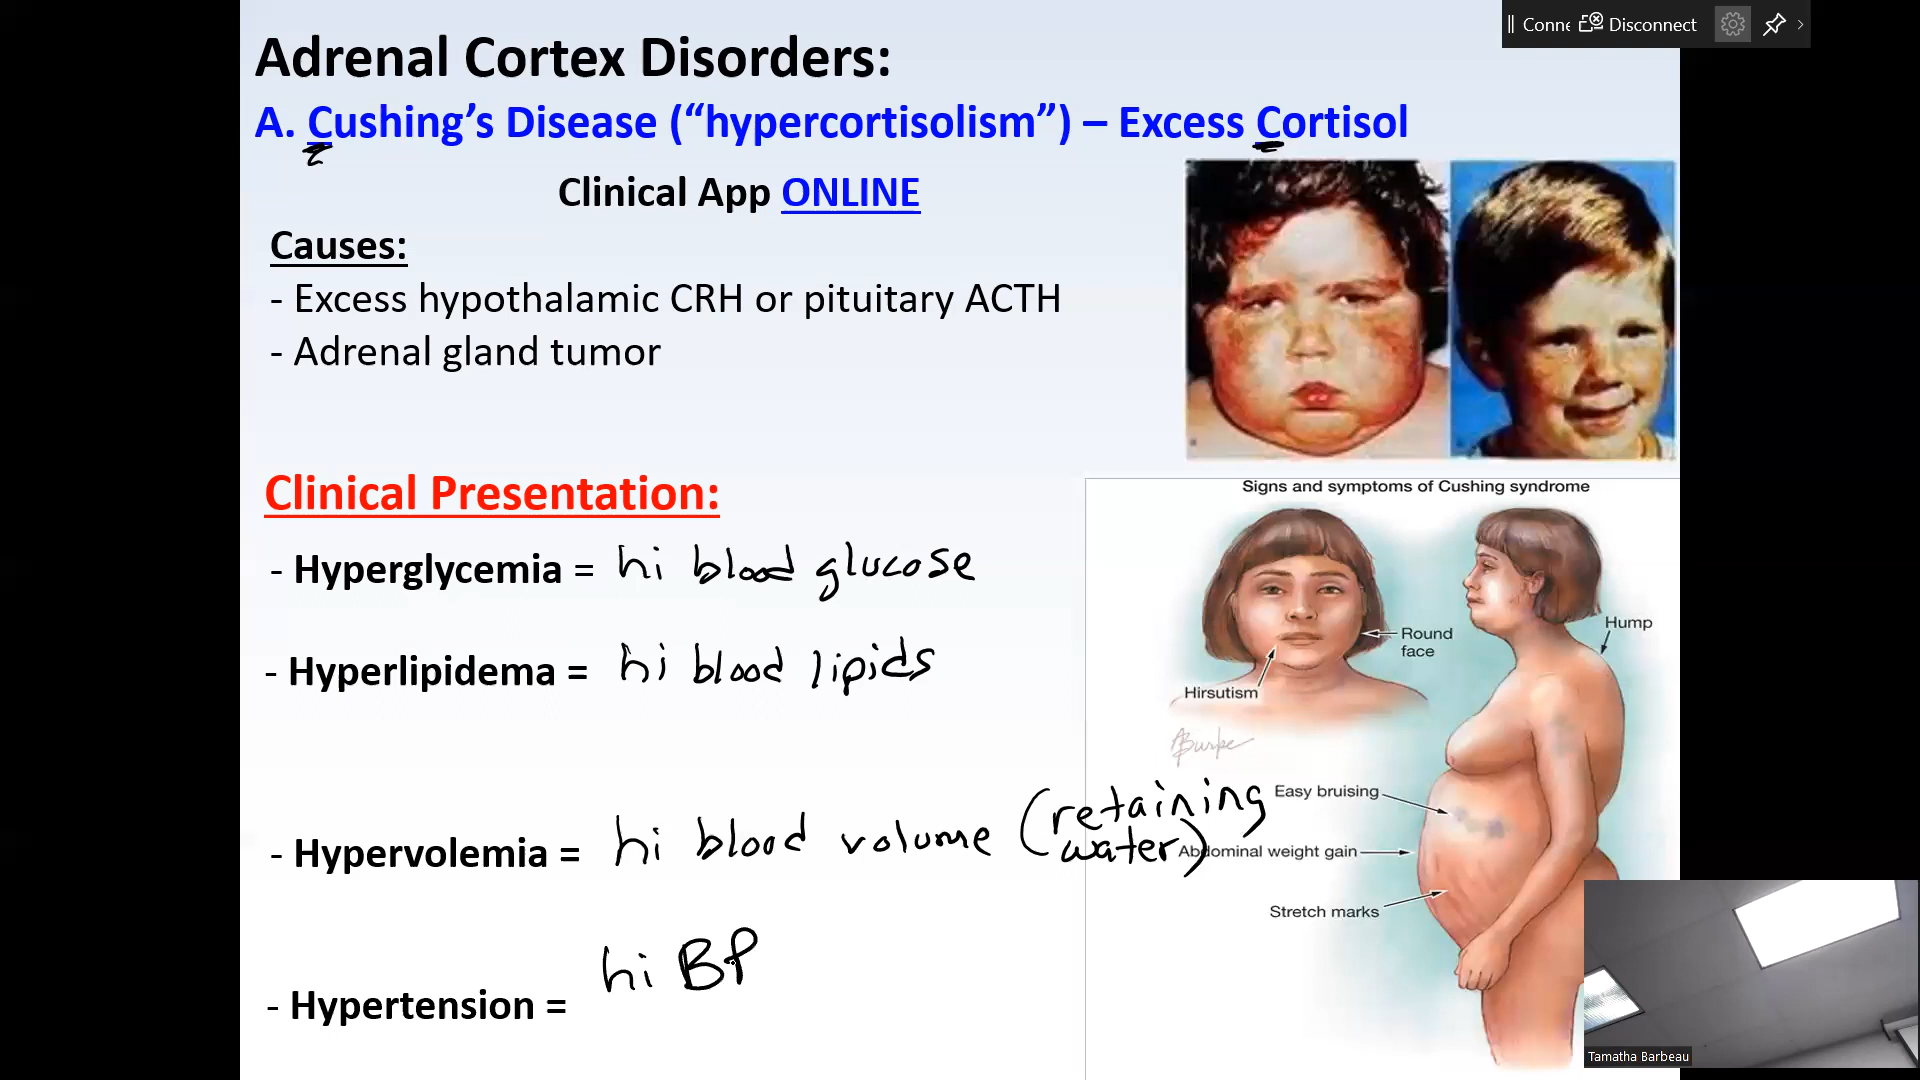 Conne Disconnect
Adrenal Cortex Disorders:
A. Cushing’s Disease (“hypercortisolism”) – Excess Cortisol
Clinical App ONLINE
Causes:
- Excess hypothalamic CRH or pituitary ACTH
- Adrenal gland tumor
Clinical Presentation:
- Hyperglycemia = hi blood glucose
- Hyperlipidema = hi blood lipids
- Hypervolemia = hi blood volume (retaining
water)
- Hypertension = hi BP
Signs and symptoms of Cushing syndrome
Hump
Round
face
Hirsutism
ABurke
Easy bruising
Abdominal weight gain
Stretch marks
Tamatha Barbeau